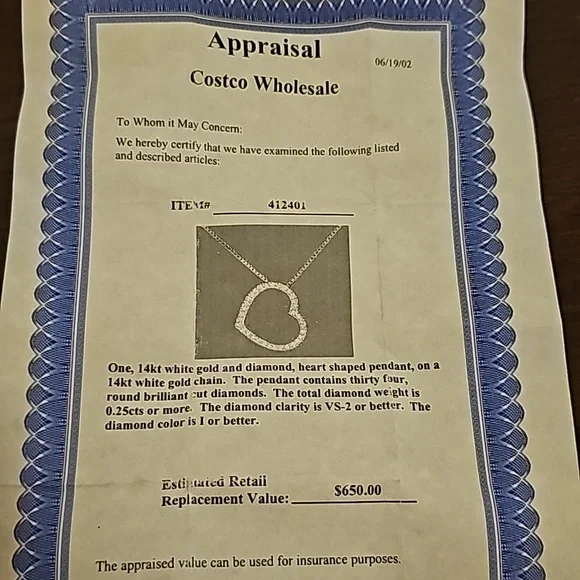 Appraisal
06/19/02
Costco Wholesale
To Whom it May Concern:
We hereby certify that we have examined the following listed
and described articles:
ITEM# 412401
One, 14kt white gold and diamond, heart shaped pendant, on a
14kt white gold chain. The pendant contains thirty four,
round brilliant cut diamonds. The total diamond weight is
0.25cts or more. The diamond clarity is VS-2 or better. The
diamond color is I or better.
Estimated Retail
Replacement Value: $650.00
The appraised value can be used for insurance purposes.